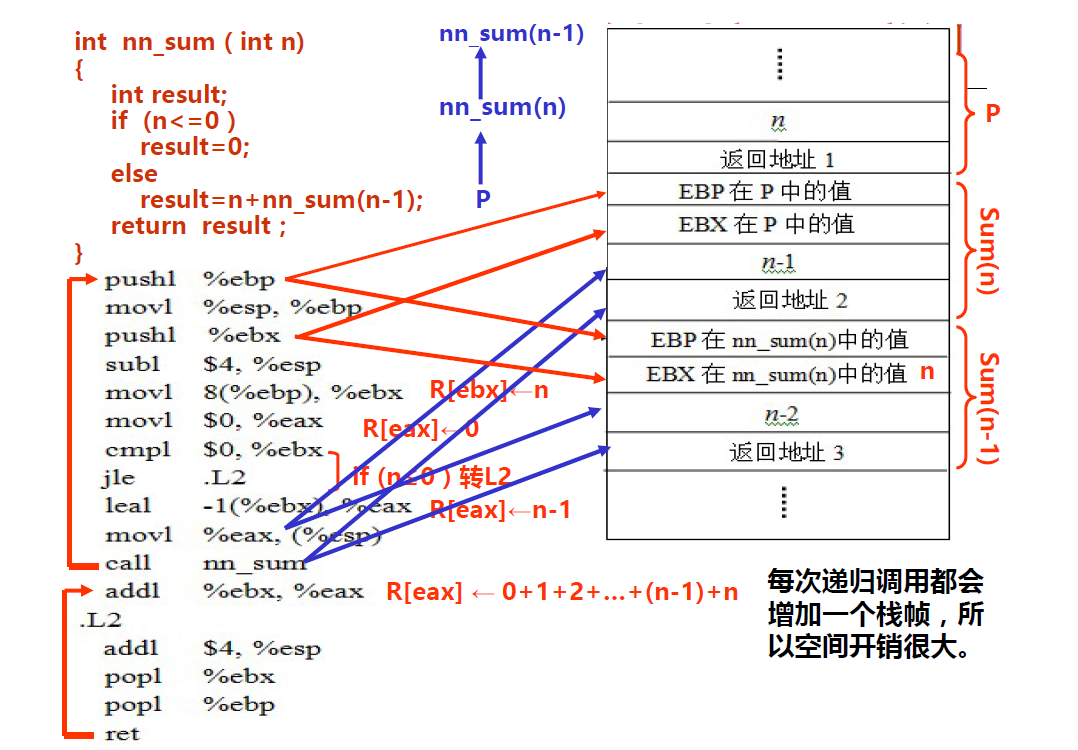 int nn_sum ( int n)
{
int result;
if (n<=0 )
result=0;
else
result=n+nn_sum(n-1);
return result ;
}
nn_sum(n-1)
nn_sum(n)
P
pushl %ebp
movl %esp, %ebp
pushl %ebx
subl $4, %esp
movl 8(%ebp), %ebx
R[ebx]←n
movl $0, %eax
R[eax]←0
cmpl $0, %ebx
jle .L2
if (n≤0 ) 转L2
leal -1(%ebx), %eax
R[eax]←n-1
movl %eax, (%esp)
call nn_sum
addl %ebx, %eax
R[eax] ← 0+1+2+...+(n-1)+n
.L2
addl $4, %esp
popl %ebx
popl %ebp
ret
n
返回地址 1
EBP 在 P 中的值
EBX 在 P 中的值
n-1
返回地址 2
EBP 在 nn_sum(n)中的值
EBX 在 nn_sum(n)中的值 n
n-2
返回地址 3
P
Sum(n)
Sum(n-1)
每次递归调用都会
增加一个栈帧，所
以空间开销很大。